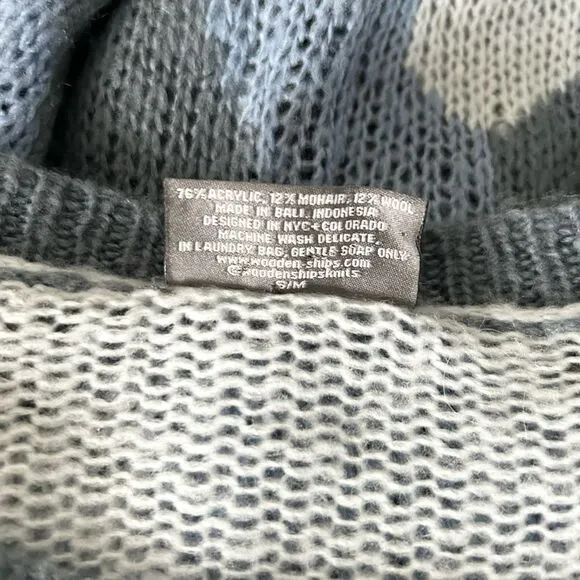 76% ACRYLIC, 12% MOHAIR, 12% WOOL
MADE IN BALI, INDONESIA
DESIGNED IN NYC + COLORADO
MACHINE WASH DELICATE,
IN LAUNDRY BAG, GENTLE SOAP ONLY
www.wooden-ships.com
@woodenshipsknits
S/M